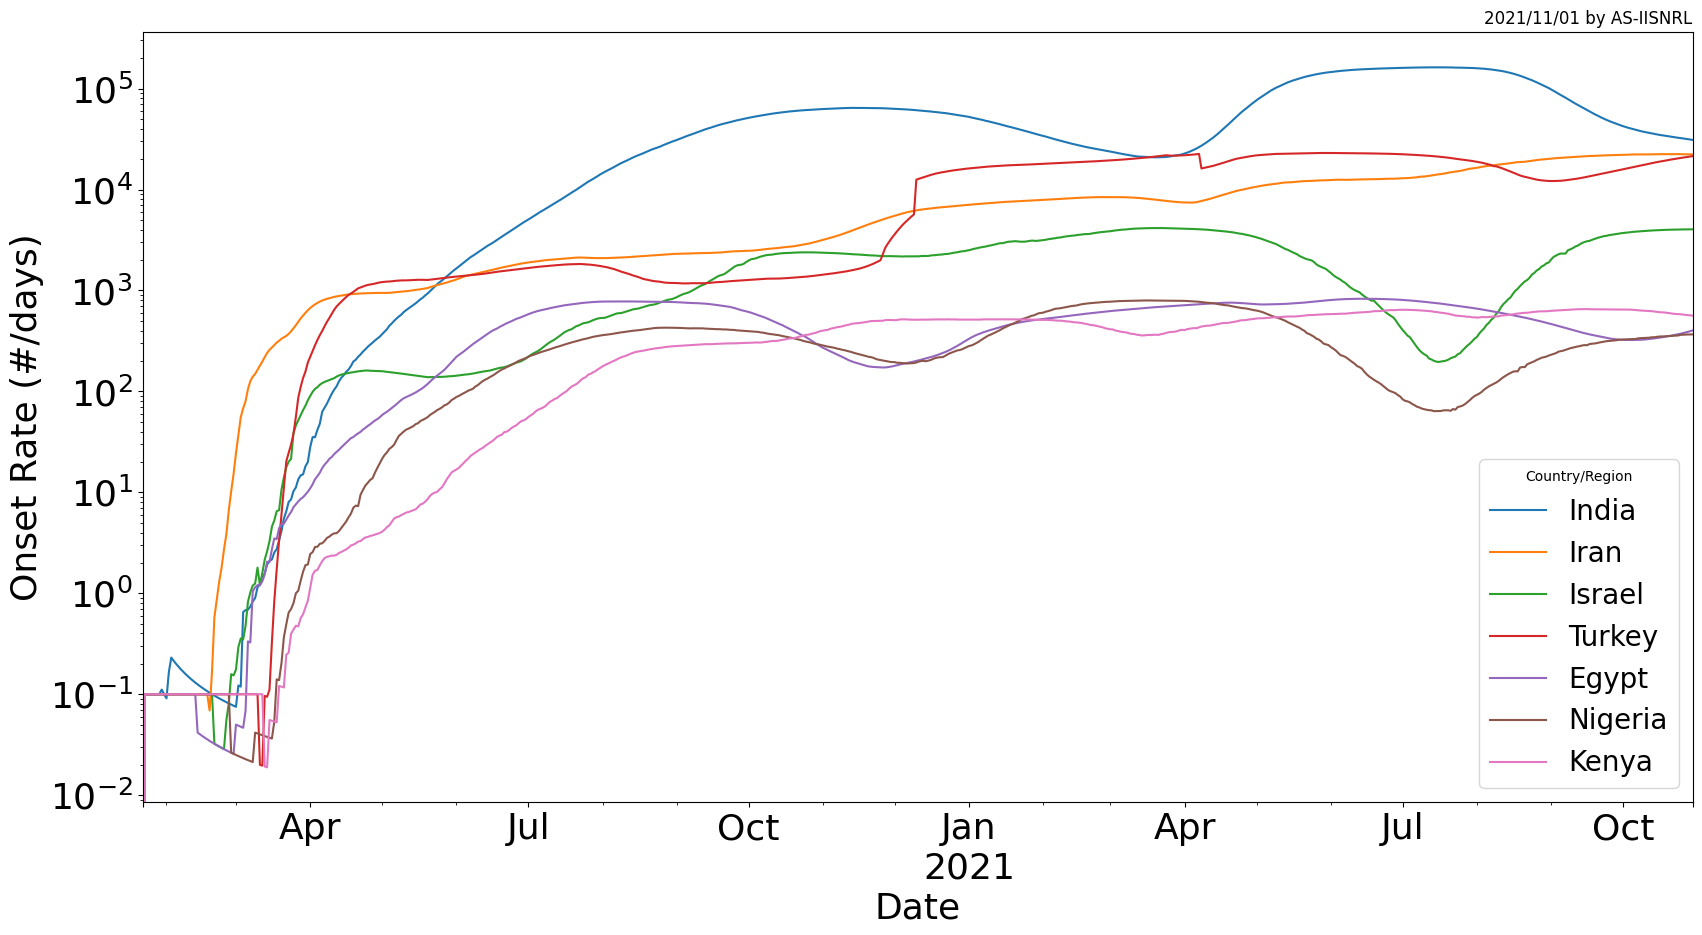 2021/11/01 by AS-IISNRL
Onset Rate (#/days)
10^5
10^4
10^3
10^2
10^1
10^0
10^−1
10^−2
Country/Region
India
Iran
Israel
Turkey
Egypt
Nigeria
Kenya
Apr Jul Oct Jan Apr Jul Oct
2021
Date